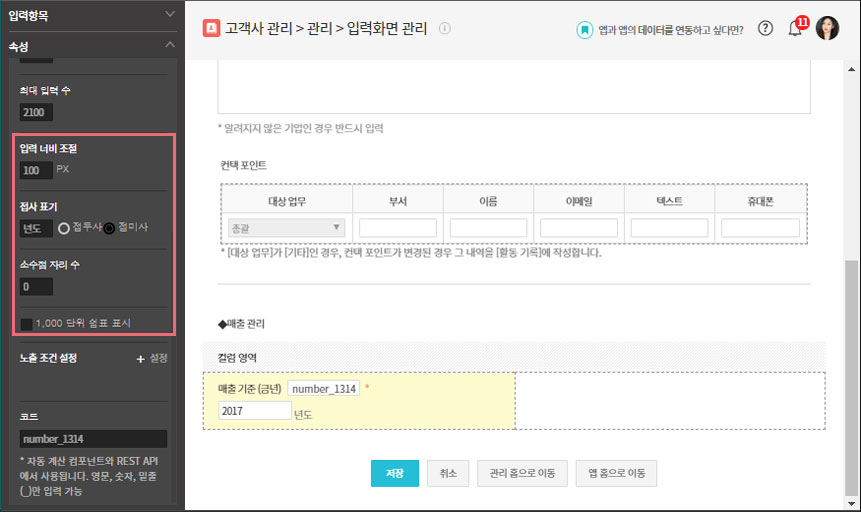 입력항목
속성
최대 입력 수
2100
입력 너비 조절
100 PX
접사 표기
년도 접두사 접미사
소수점 자리 수
0
1,000 단위 쉼표 표시
노출 조건 설정 + 설정
코드
number_1314
* 자동 계산 컴포넌트와 REST API
에서 사용됩니다. 영문, 숫자, 밑줄
(_)만 입력 가능
고객사 관리 > 관리 > 입력화면 관리
앱과 앱의 데이터를 연동하고 싶다면?
11
* 알려지지 않은 기업인 경우 반드시 입력
컨택 포인트
대상 업무 부서 이름 이메일 텍스트 휴대폰
총괄
* [대상 업무]가 [기타]인 경우, 컨택 포인트가 변경된 경우 그 내역을 [활동 기록]에 작성합니다.
◆매출 관리
컬럼 영역
매출 기준 (금년) number_1314 *
2017 년도
저장 취소 관리 홈으로 이동 앱 홈으로 이동